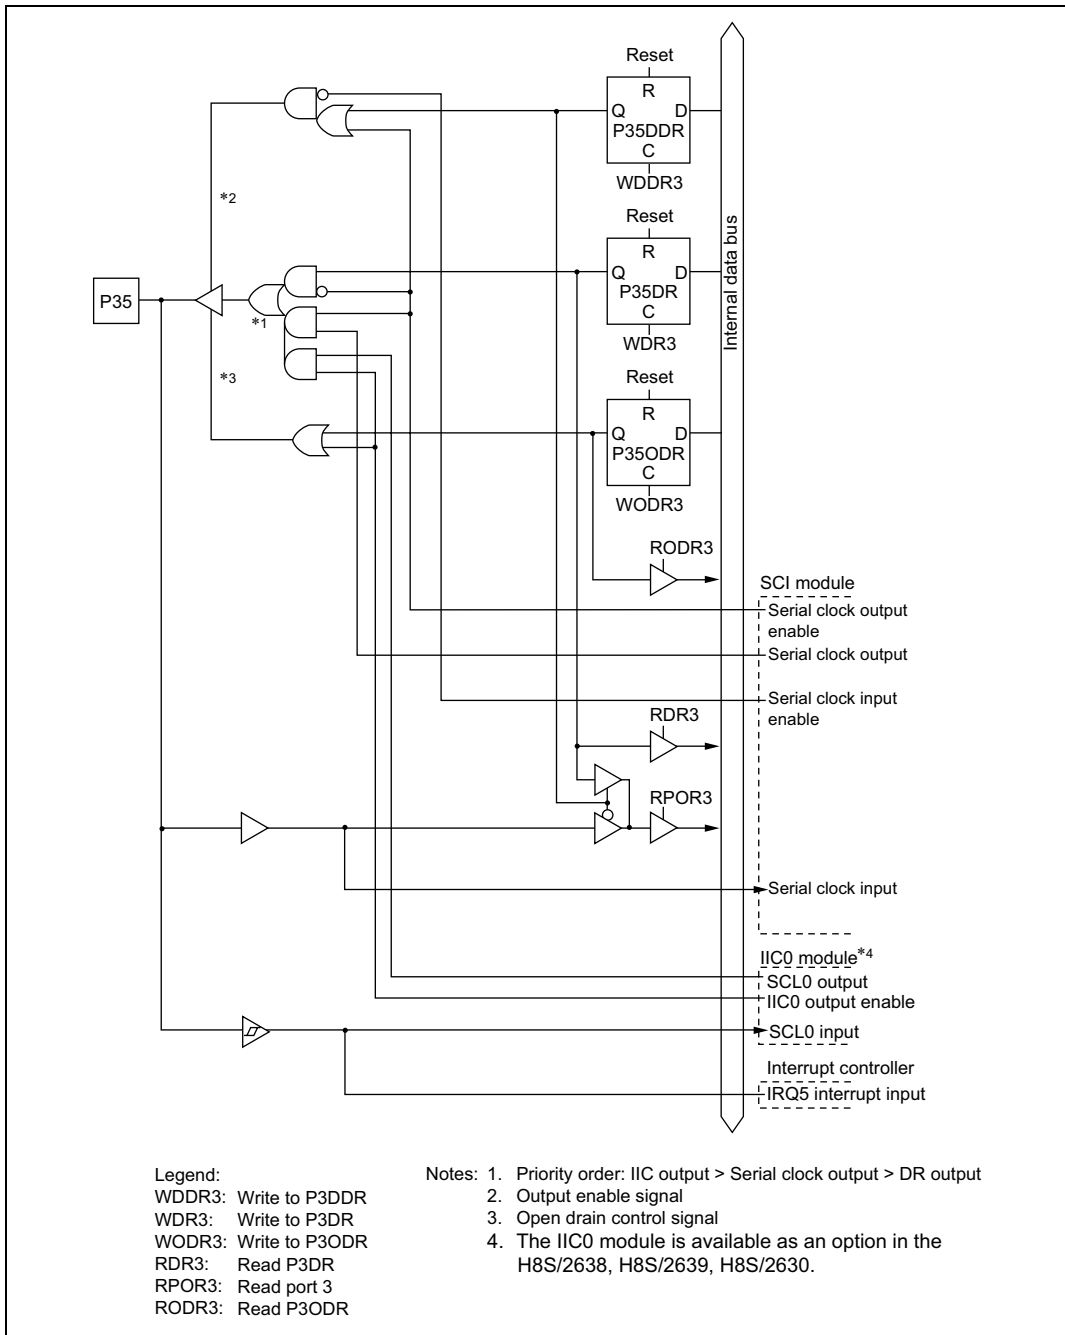 Reset
R
Q D
P35DDR
C
WDDR3
*2
Reset
R
Q D
P35DR
C
WDR3
Internal data bus
P35
*1
*3
Reset
R
Q D
P35ODR
C
WODR3
RODR3
SCI module
Serial clock output
enable
Serial clock output
Serial clock input
enable
RDR3
RPOR3
Serial clock input
IIC0 module*4
SCL0 output
IIC0 output enable
SCL0 input
Interrupt controller
IRQ5 interrupt input
Legend:
WDDR3: Write to P3DDR
WDR3: Write to P3DR
WODR3: Write to P3ODR
RDR3: Read P3DR
RPOR3: Read port 3
RODR3: Read P3ODR
Notes: 1. Priority order: IIC output > Serial clock output > DR output
2. Output enable signal
3. Open drain control signal
4. The IIC0 module is available as an option in the
H8S/2638, H8S/2639, H8S/2630.